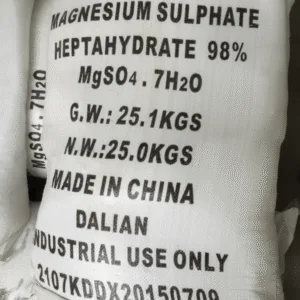 MAGNESIUM SULPHATE
HEPTAHYDRATE 98%
MgSO4.7H2O
G.W.: 25.1KGS
N.W.:25.0KGS
MADE IN CHINA
DALIAN
INDUSTRIAL USE ONLY
2107KDDX20150709
MgSO4.7H2O